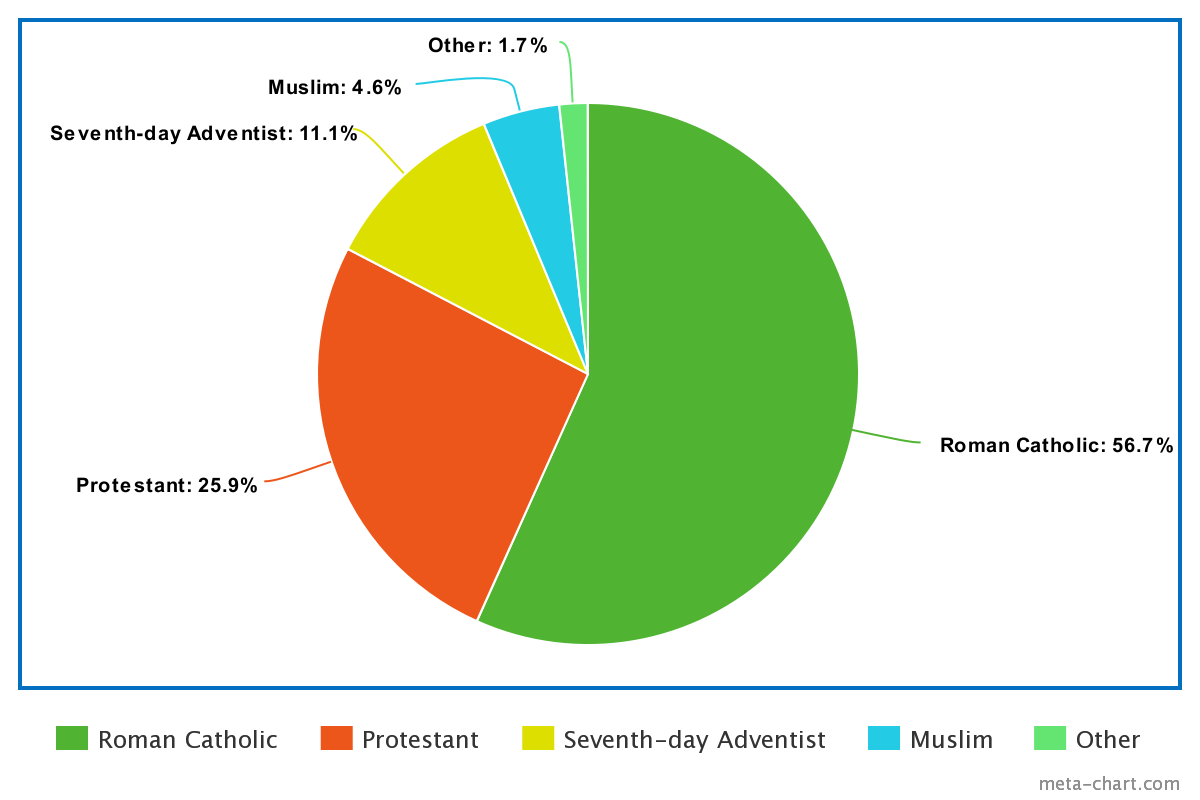 Other: 1.7%
Muslim: 4.6%
Seventh-day Adventist: 11.1%
Roman Catholic: 56.7%
Protestant: 25.9%
Roman Catholic Protestant Seventh-day Adventist Muslim Other
meta-chart.com